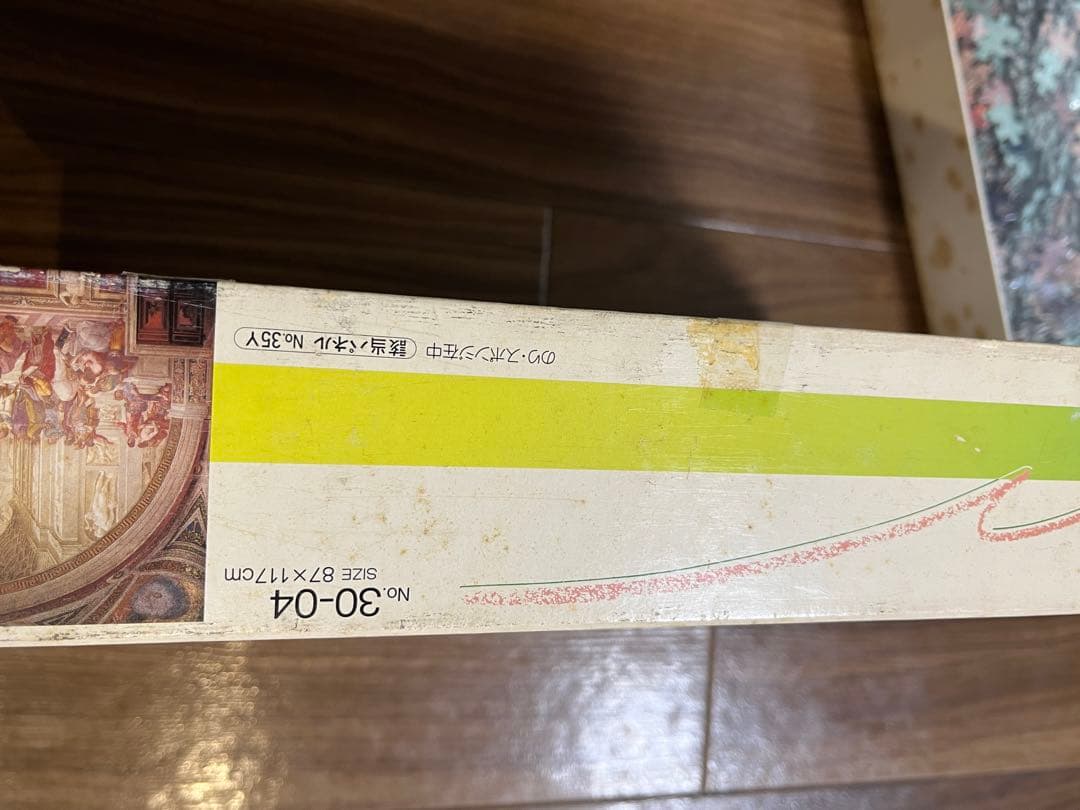 No. 30-04
SIZE 87×117cm
のり・スポンジ在中 該当パネル No.35Y